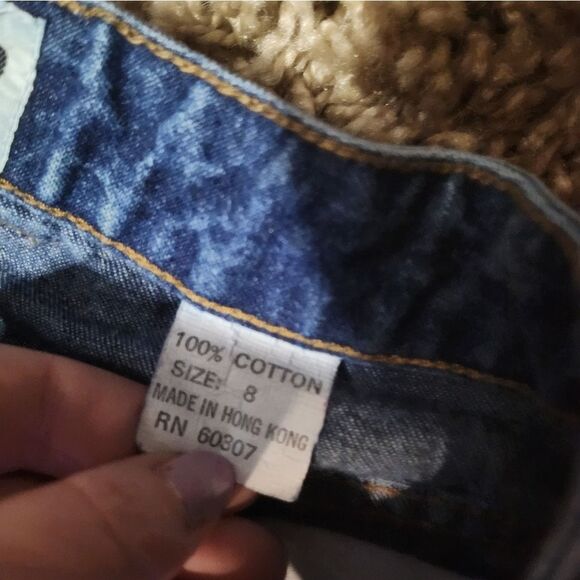 100% COTTON
SIZE: 8
MADE IN HONG KONG
RN 60307